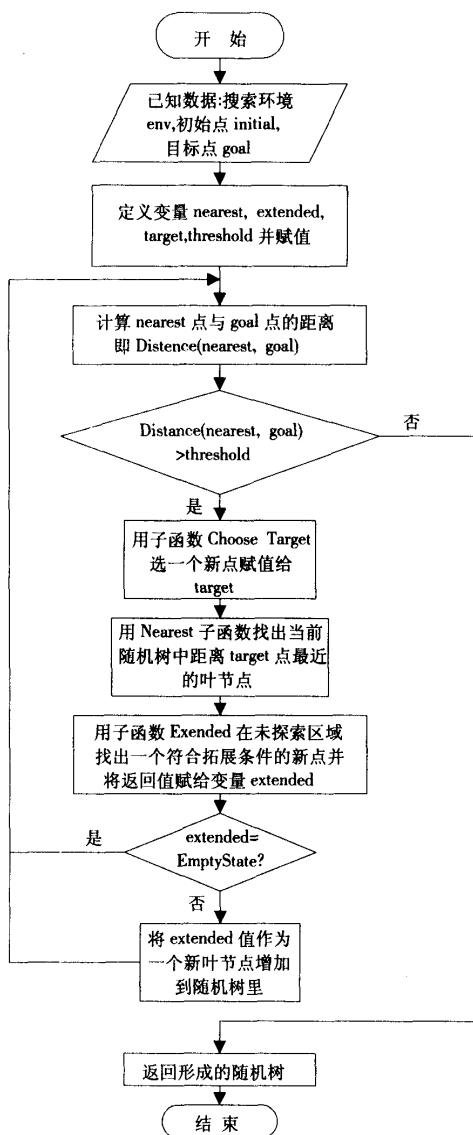 开 始
已知数据:搜索环境
env,初始点 initial,
目标点 goal
定义变量 nearest, extended,
target,threshold 并赋值
计算 nearest 点与 goal 点的距离
即 Distence(nearest, goal)
Distance(nearest, goal)
>threshold
否
是
用子函数 Choose Target
选一个新点赋值给
target
用 Nearest 子函数找出当前
随机树中距离 target 点最近
的叶节点
用子函数 Exended 在未探索区域
找出一个符合拓展条件的新点并
将返回值赋给变量 extended
是
extended=
EmptyState?
否
将 extended 值作为
一个新叶节点增加
到随机树里
返回形成的随机树
结 束